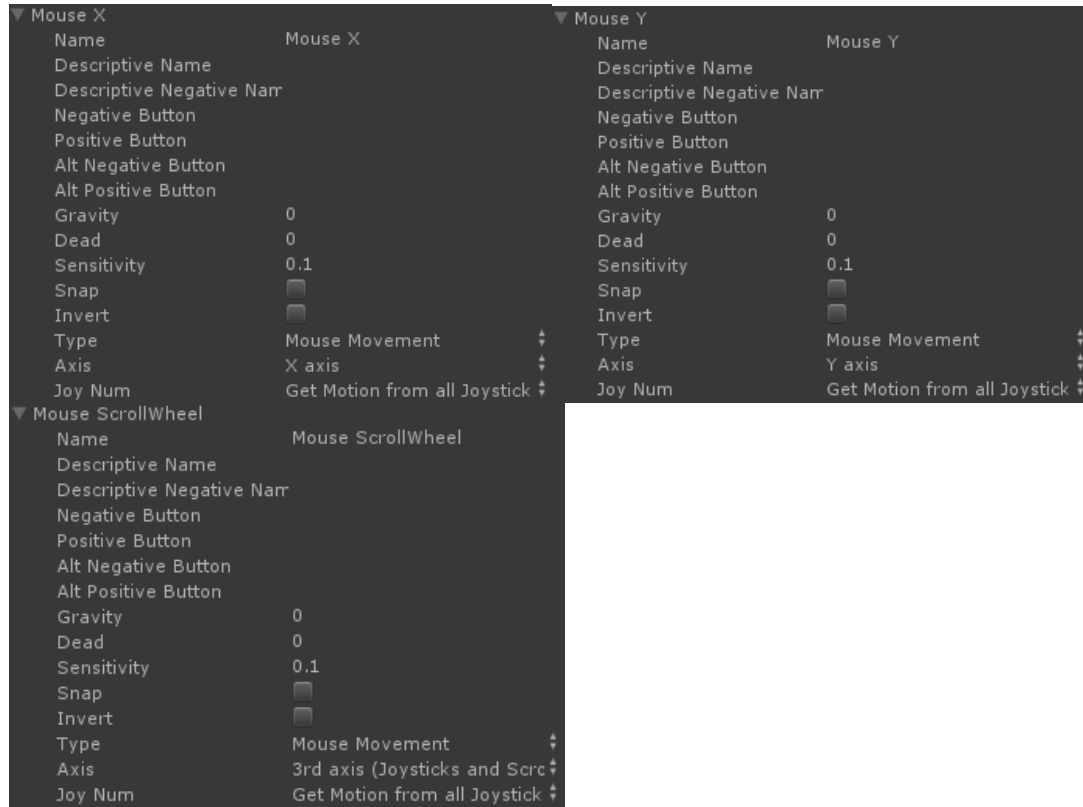 Mouse X
Name Mouse X
Descriptive Name
Descriptive Negative Nam
Negative Button
Positive Button
Alt Negative Button
Alt Positive Button
Gravity 0
Dead 0
Sensitivity 0.1
Snap
Invert
Type Mouse Movement
Axis X axis
Joy Num Get Motion from all Joystick
Mouse Y
Name Mouse Y
Descriptive Name
Descriptive Negative Nam
Negative Button
Positive Button
Alt Negative Button
Alt Positive Button
Gravity 0
Dead 0
Sensitivity 0.1
Snap
Invert
Type Mouse Movement
Axis Y axis
Joy Num Get Motion from all Joystick
Mouse ScrollWheel
Name Mouse ScrollWheel
Descriptive Name
Descriptive Negative Nam
Negative Button
Positive Button
Alt Negative Button
Alt Positive Button
Gravity 0
Dead 0
Sensitivity 0.1
Snap
Invert
Type Mouse Movement
Axis 3rd axis (Joysticks and Scrc
Joy Num Get Motion from all Joystick